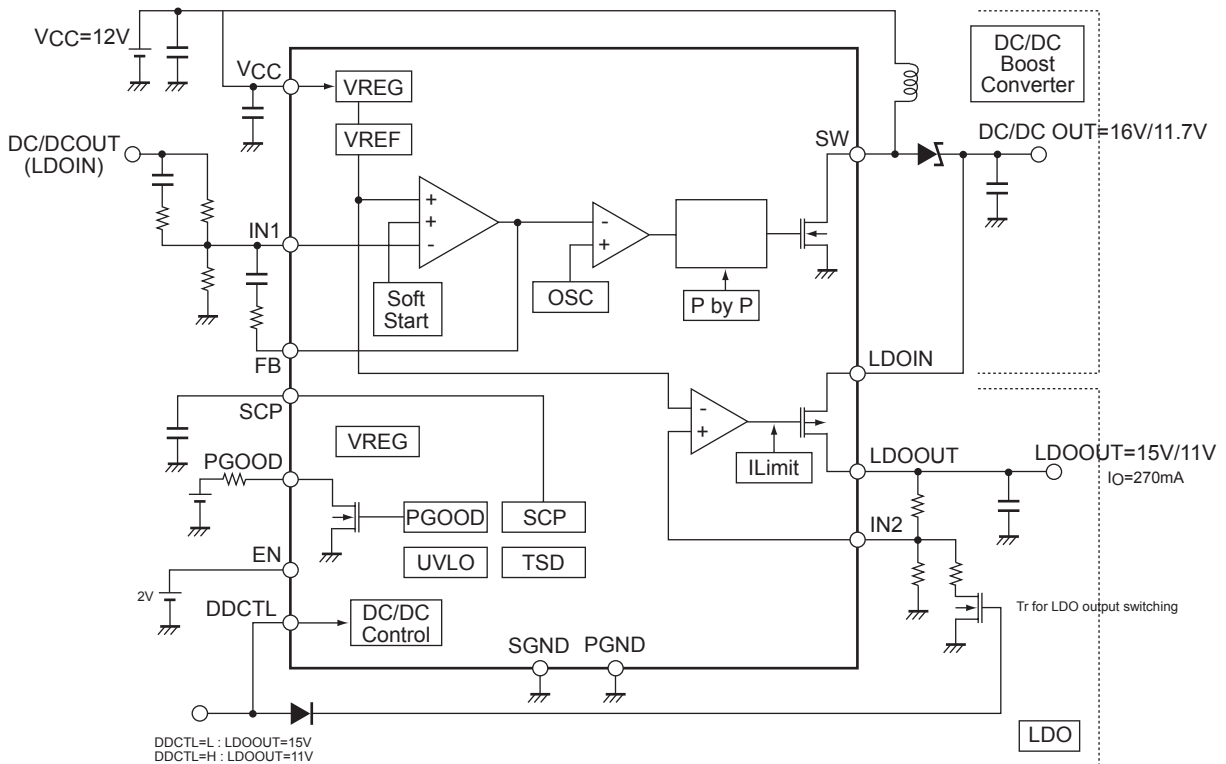 VCC=12V
DC/DC
Boost
Converter
VCC
VREG
DC/DCOUT
(LDOIN)
VREF
SW
DC/DC OUT=16V/11.7V
+
+
-
-
+
IN1
Soft
Start
OSC
P by P
FB
LDOIN
SCP
-
+
VREG
ILimit
LDOOUT
LDOOUT=15V/11V
IO=270mA
PGOOD
PGOOD
SCP
IN2
EN
UVLO
TSD
2V
DDCTL
DC/DC
Control
Tr for LDO output switching
SGND
PGND
LDO
DDCTL=L : LDOOUT=15V
DDCTL=H : LDOOUT=11V